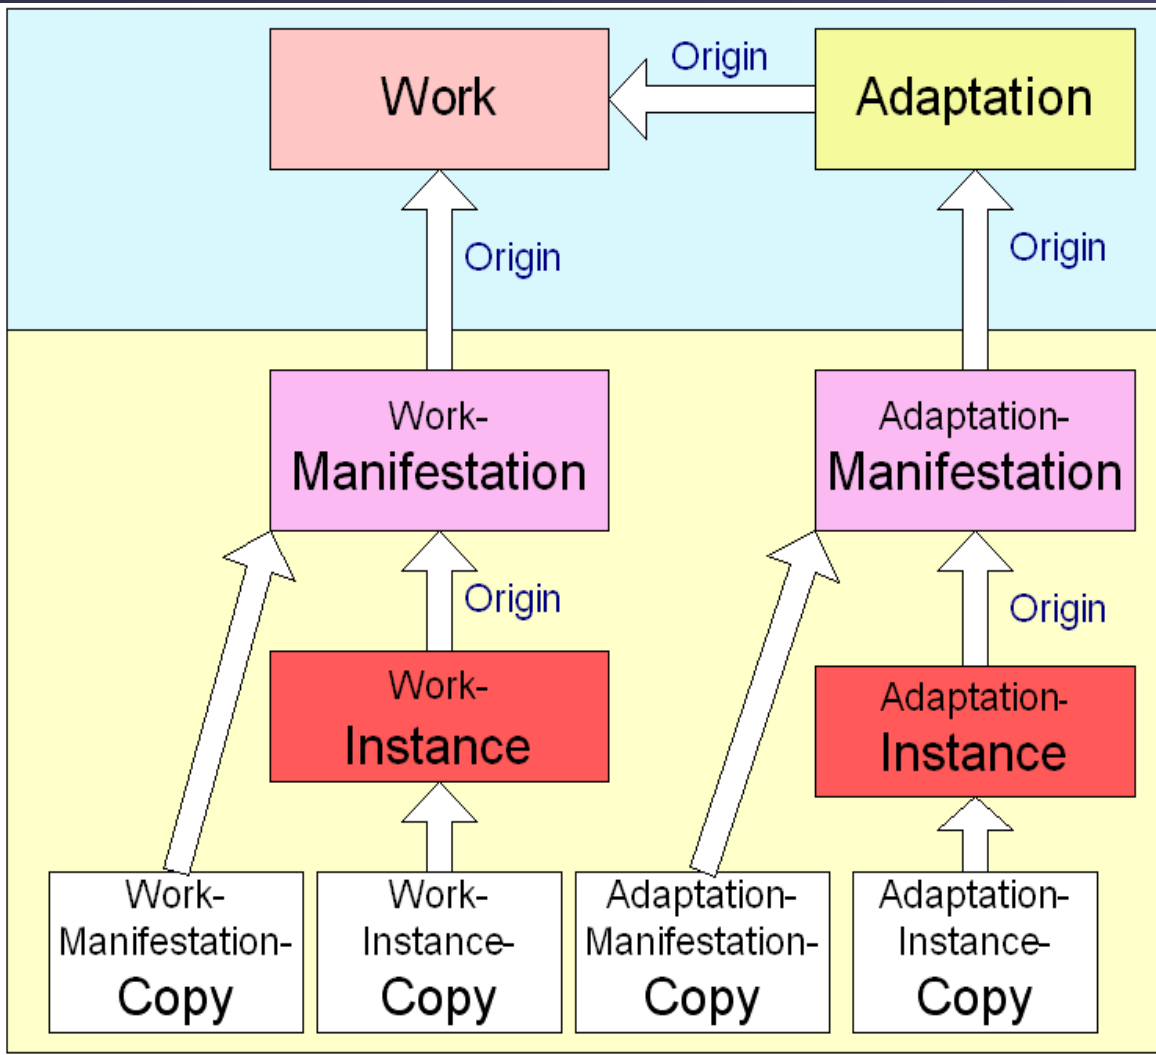 Origin
Work
Adaptation
Origin
Origin
Work-
Manifestation
Adaptation-
Manifestation
Origin
Origin
Work-
Instance
Adaptation-
Instance
Work-
Manifestation-
Copy
Work-
Instance-
Copy
Adaptation-
Manifestation-
Copy
Adaptation-
Instance-
Copy